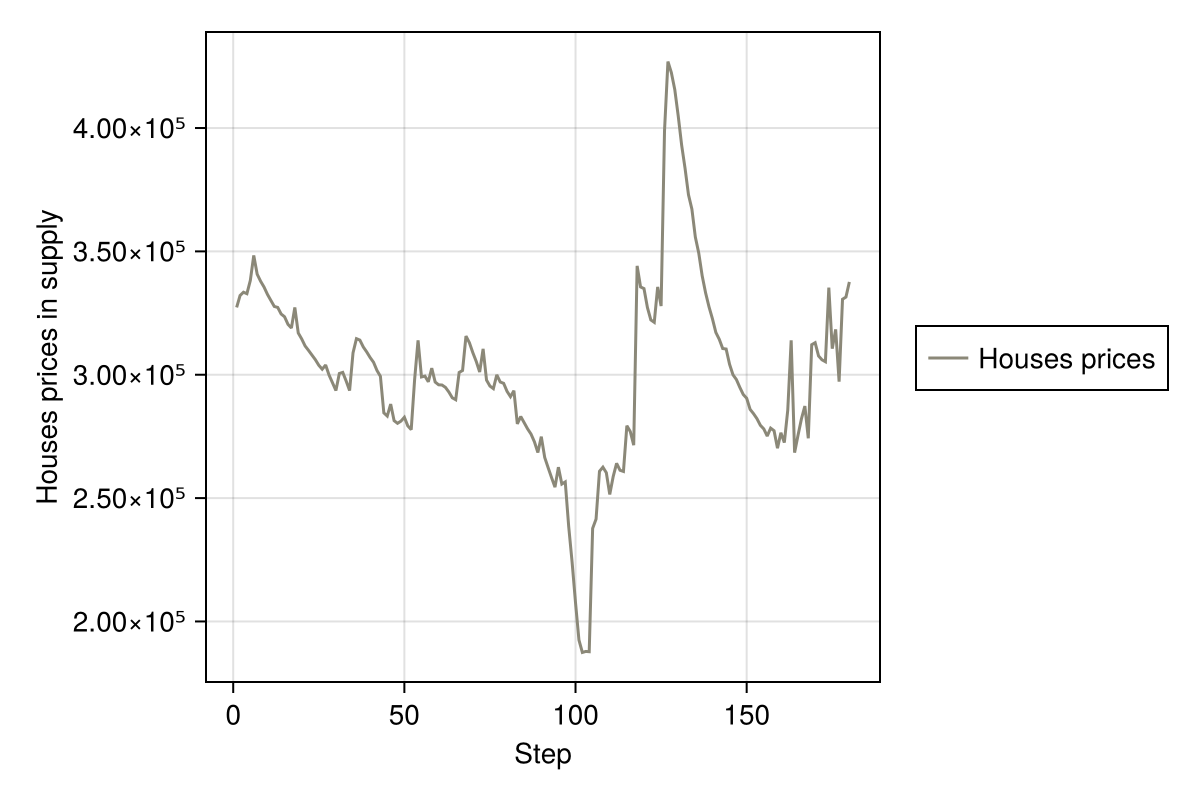 Houses prices in supply
4.00×10⁵
3.50×10⁵
3.00×10⁵
2.50×10⁵
2.00×10⁵
0 50 100 150
Step
Houses prices